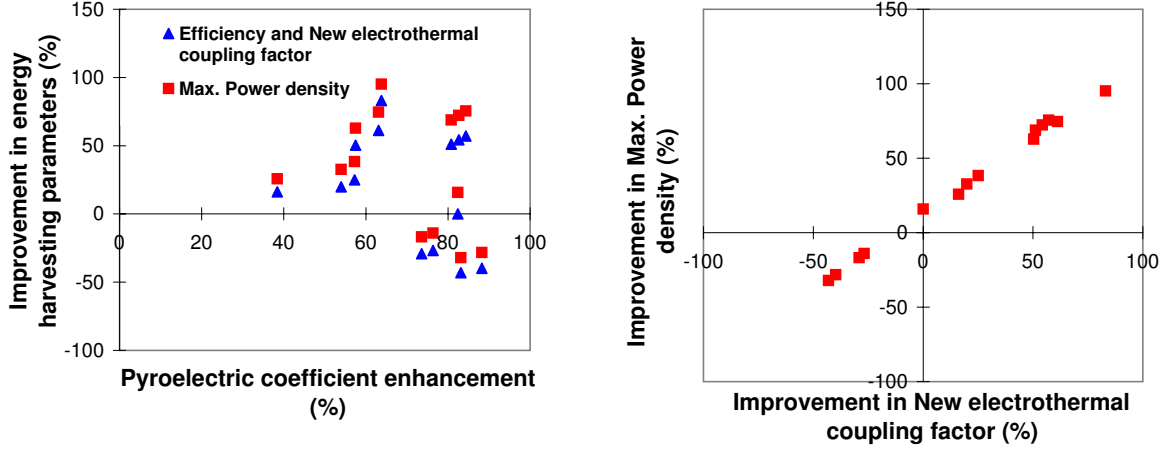 Improvement in energy
harvesting parameters (%)
150
100
50
0
-50
-100
Efficiency and New electrothermal
coupling factor
Max. Power density
0
20
40
60
80
100
Pyroelectric coefficient enhancement
(%)
Improvement in Max. Power
density (%)
150
100
50
0
-50
-100
-100
-50
0
50
100
Improvement in New electrothermal
coupling factor (%)